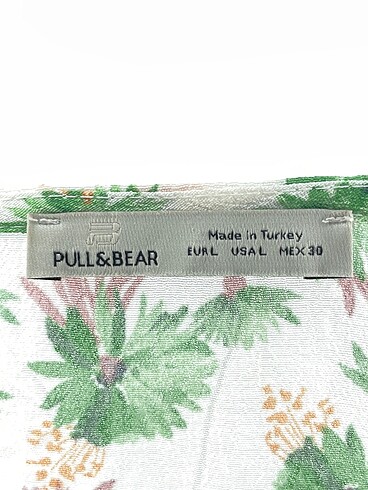 PULL&BEAR
Made in Turkey
EUR L USA L MEX 30